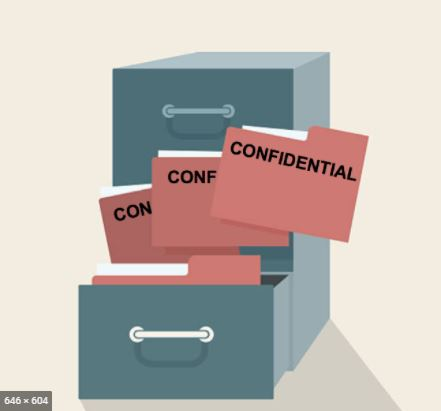 CONFIDENTIAL
CONF
CON
646 × 604